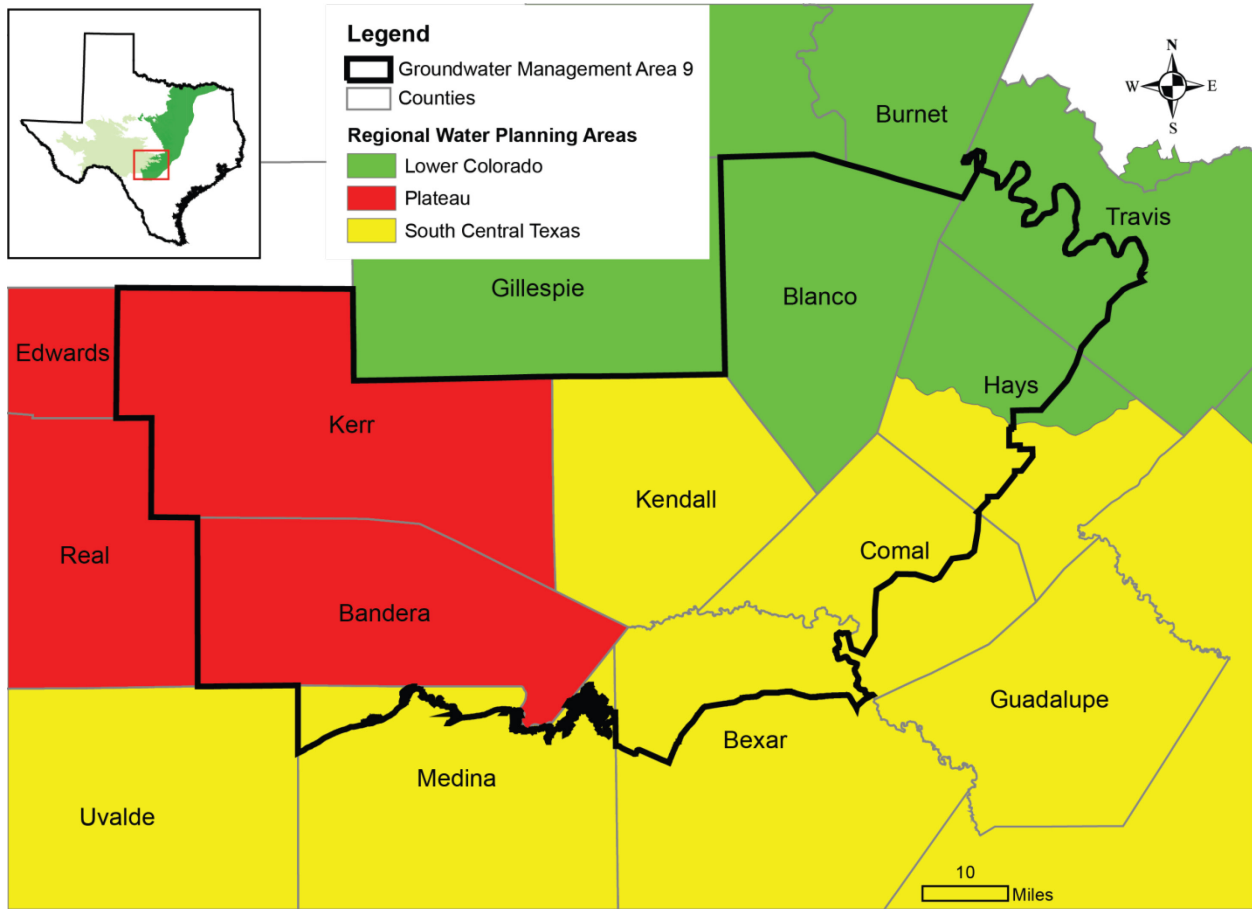 Legend
Groundwater Management Area 9
Counties
Regional Water Planning Areas
Lower Colorado
Plateau
South Central Texas
N
W
E
S
Burnet
Travis
Gillespie
Blanco
Edwards
Hays
Kerr
Kendall
Comal
Real
Bandera
Guadalupe
Bexar
Medina
Uvalde
10
Miles